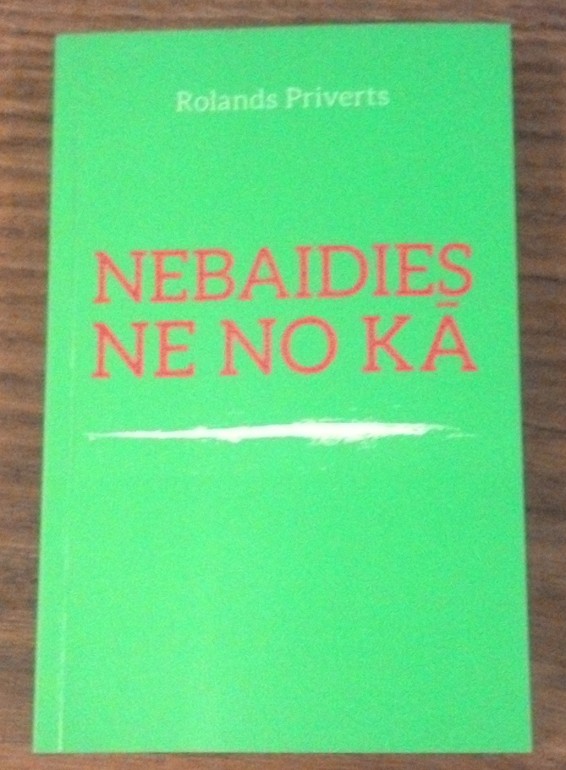 Rolands Priverts
NEBAIDIES
NE NO KĀ